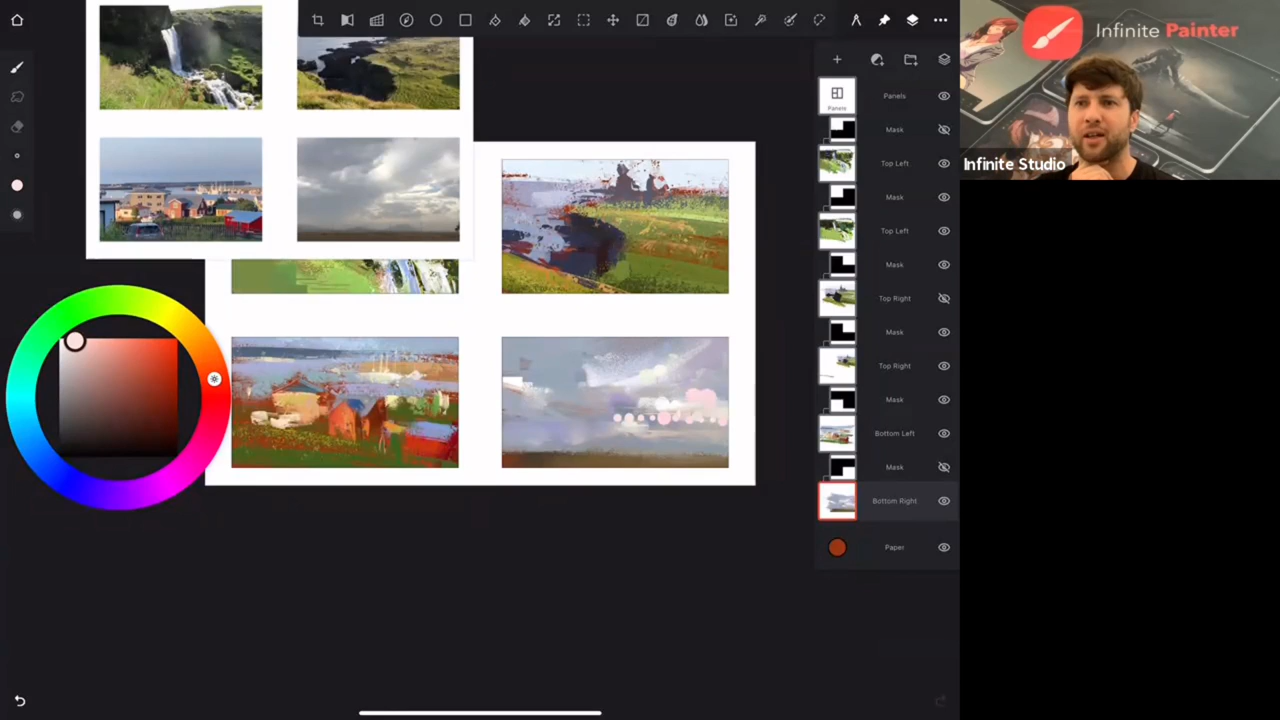 Infinite Painter
Infinite Studio
Panels
Panels
Mask
Top Left
Mask
Top Left
Mask
Top Right
Mask
Top Right
Mask
Bottom Left
Mask
Bottom Right
Paper